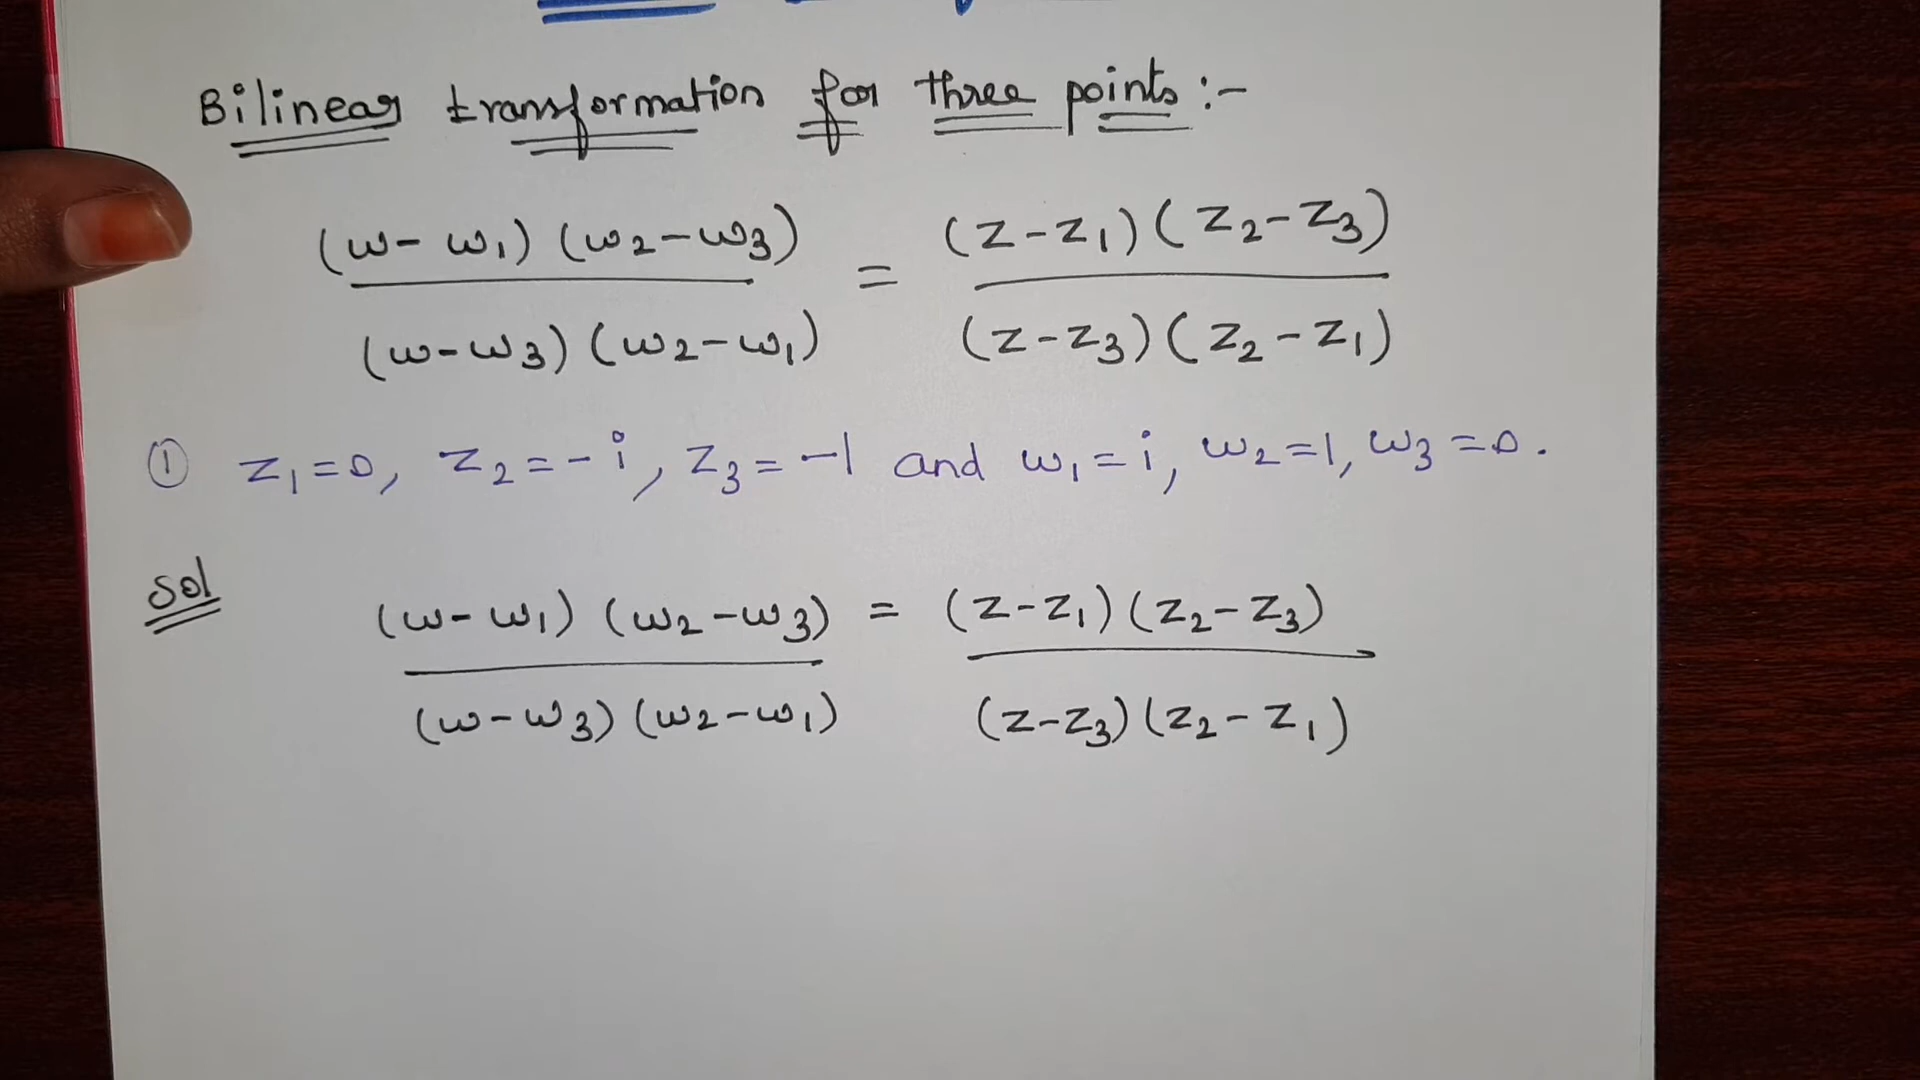 Bilinear transformation for three points :-
(w-w₁) (w₂-w₃) / (w-w₃) (w₂-w₁) = (z-z₁) (z₂-z₃) / (z-z₃) (z₂-z₁)
① z₁=0, z₂=-i, z₃=-1 and w₁=i, w₂=1, w₃=0.
Sol
(w-w₁) (w₂-w₃) / (w-w₃) (w₂-w₁) = (z-z₁) (z₂-z₃) / (z-z₃) (z₂-z₁)